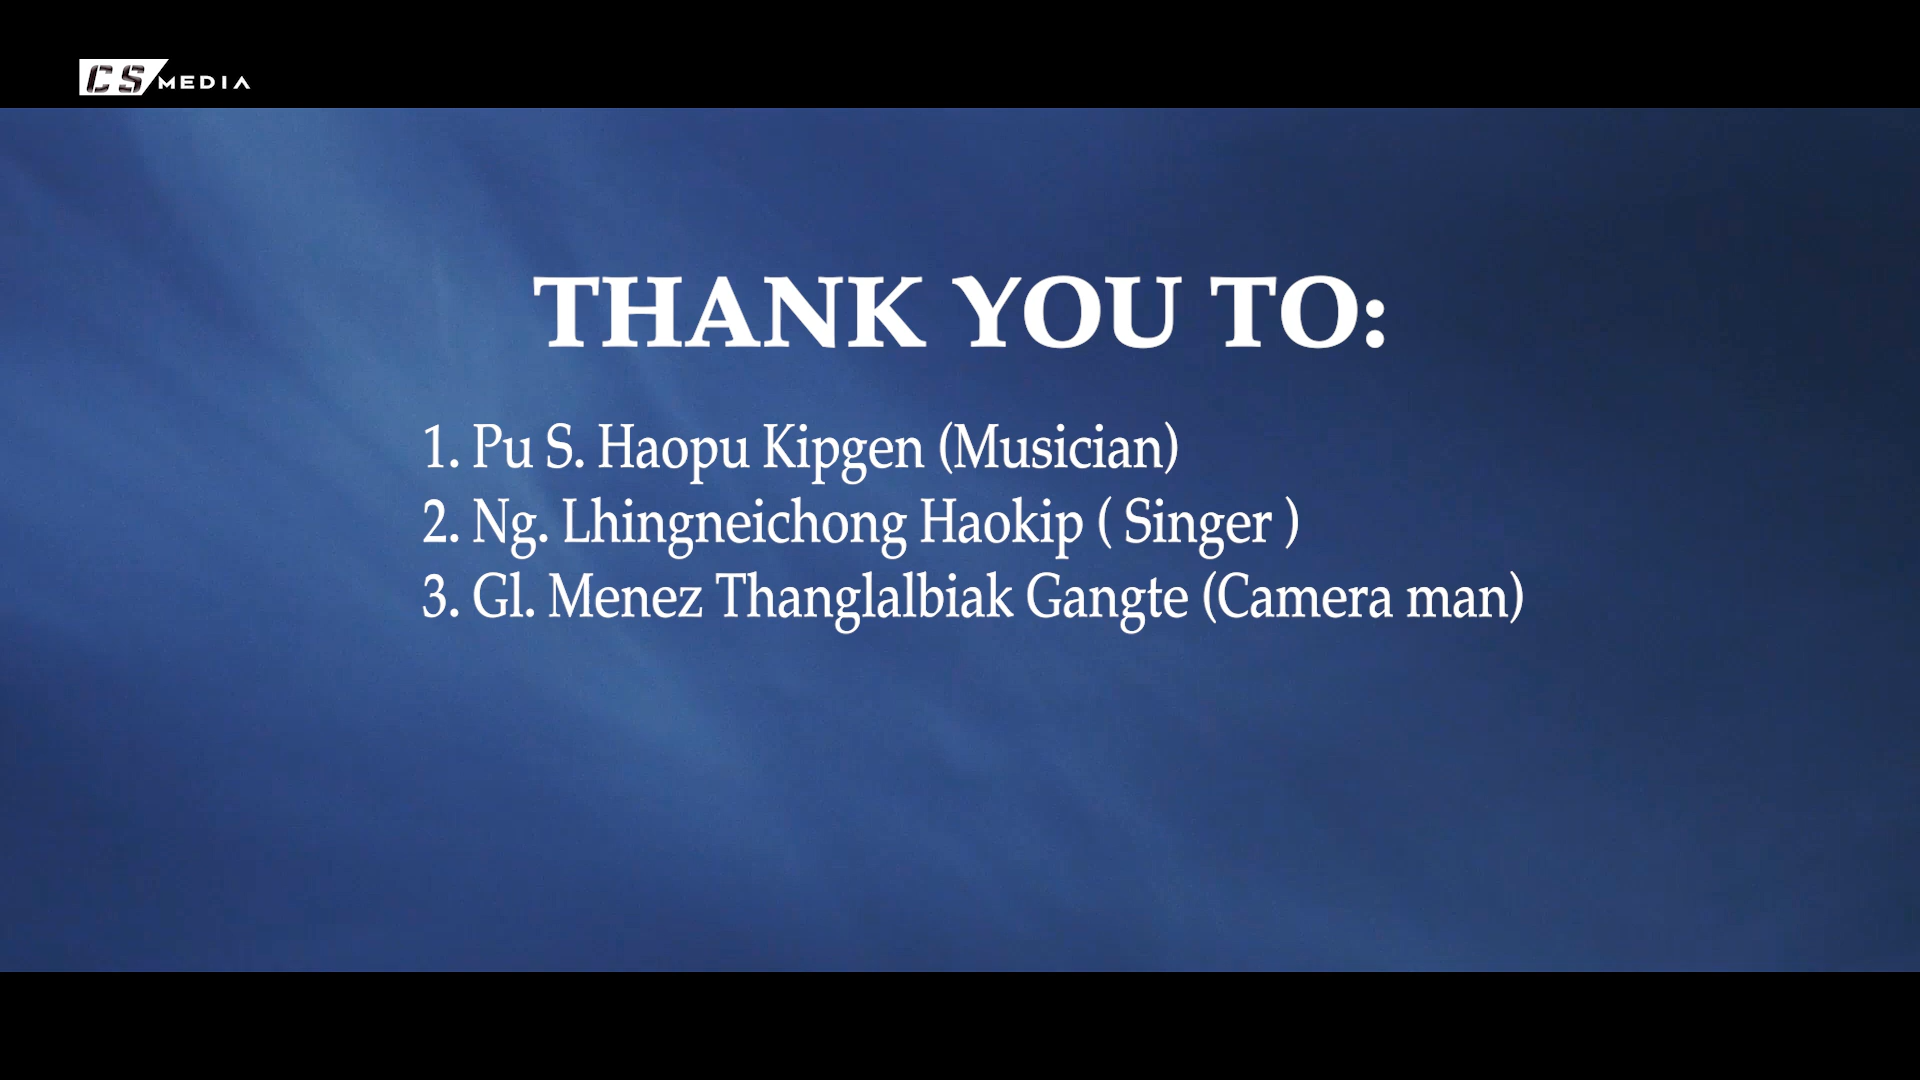 CS MEDIA
THANK YOU TO:
1. Pu S. Haopu Kipgen (Musician)
2. Ng. Lhingneichong Haokip ( Singer )
3. Gl. Menez Thanglalbiak Gangte (Camera man)